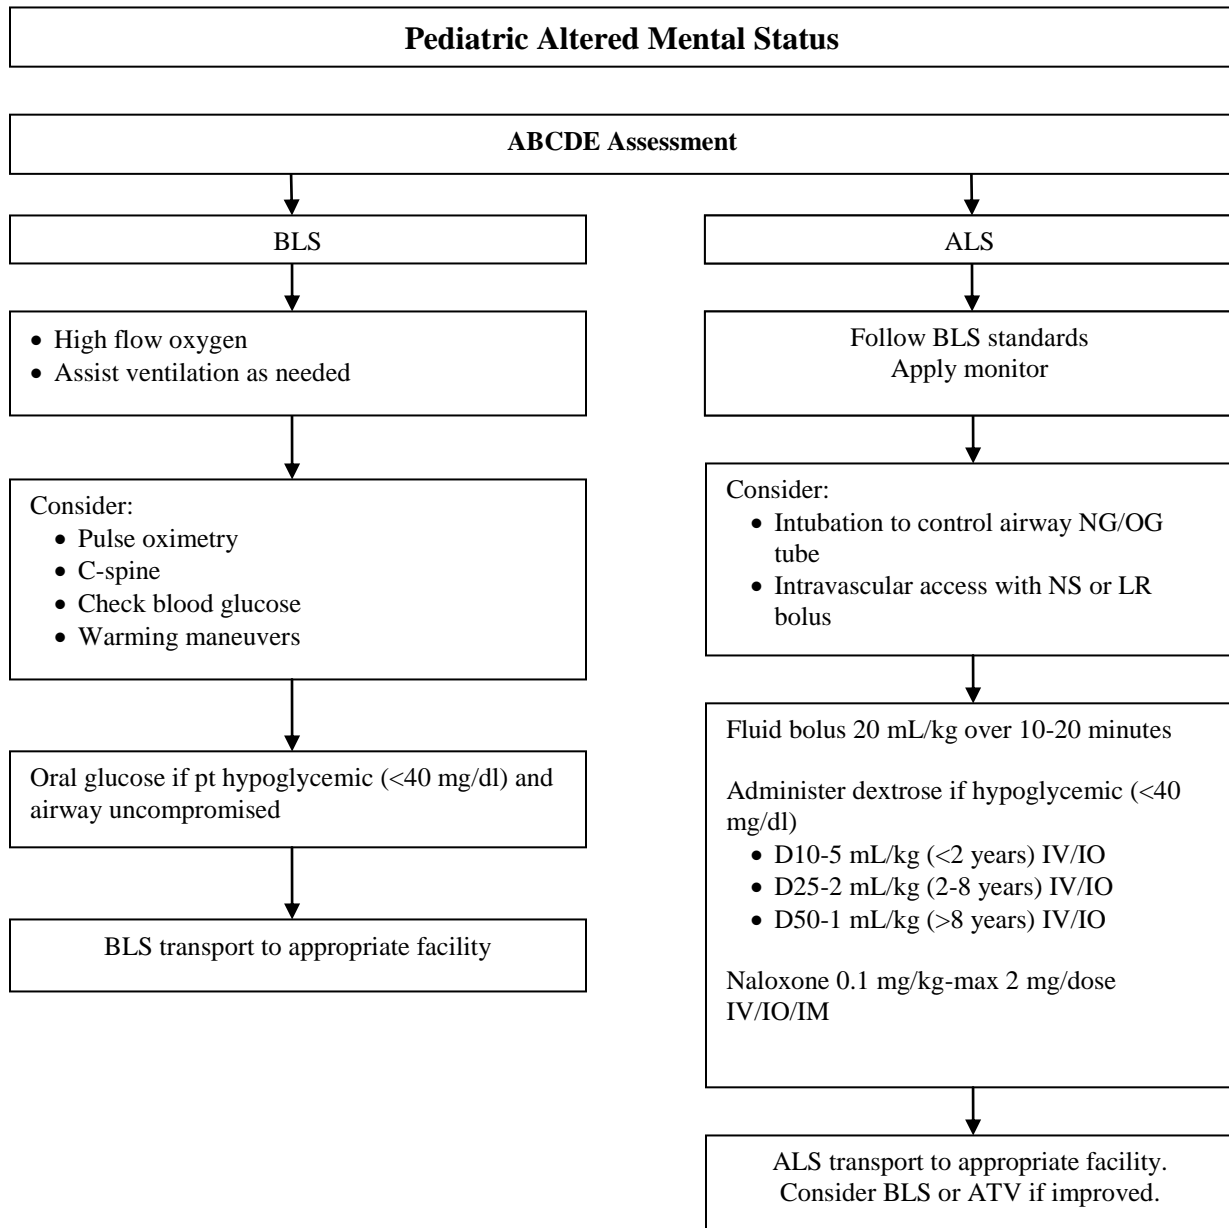 Pediatric Altered Mental Status
ABCDE Assessment
BLS
• High flow oxygen
• Assist ventilation as needed
Consider:
• Pulse oximetry
• C-spine
• Check blood glucose
• Warming maneuvers
Oral glucose if pt hypoglycemic (<40 mg/dl) and
airway uncompromised
BLS transport to appropriate facility
ALS
Follow BLS standards
Apply monitor
Consider:
• Intubation to control airway NG/OG
tube
• Intravascular access with NS or LR
bolus
Fluid bolus 20 mL/kg over 10-20 minutes
Administer dextrose if hypoglycemic (<40
mg/dl)
• D10-5 mL/kg (<2 years) IV/IO
• D25-2 mL/kg (2-8 years) IV/IO
• D50-1 mL/kg (>8 years) IV/IO
Naloxone 0.1 mg/kg-max 2 mg/dose
IV/IO/IM
ALS transport to appropriate facility.
Consider BLS or ATV if improved.